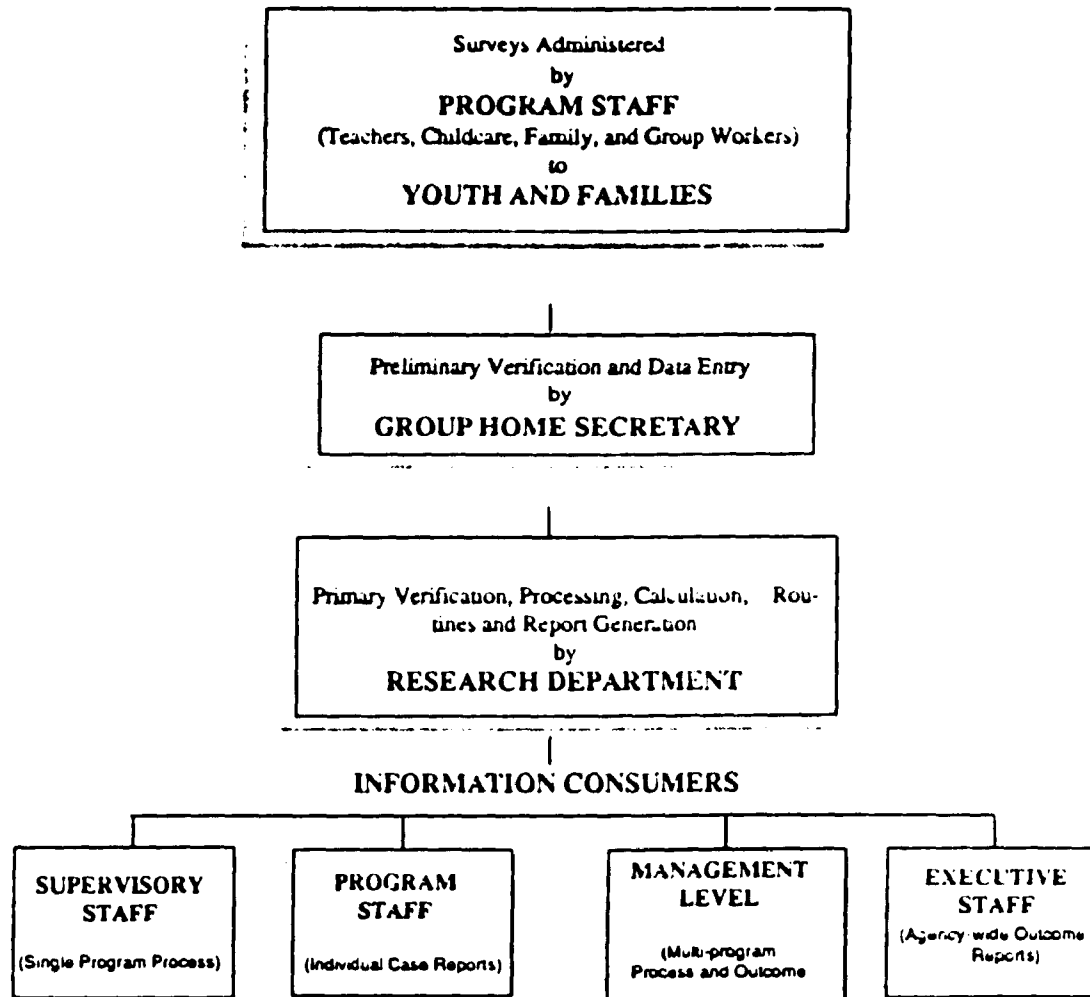 Surveys Administered
by
PROGRAM STAFF
(Teachers, Childcare, Family, and Group Workers)
to
YOUTH AND FAMILIES
Preliminary Verification and Data Entry
by
GROUP HOME SECRETARY
Primary Verification, Processing, Calculation, Rou-
tines and Report Generation
by
RESEARCH DEPARTMENT
INFORMATION CONSUMERS
SUPERVISORY
STAFF
(Single Program Process)
PROGRAM
STAFF
(Individual Case Reports)
MANAGEMENT
LEVEL
(Multi-program
Process and Outcome
EXECUTIVE
STAFF
(Agency-wide Outcome
Reports)